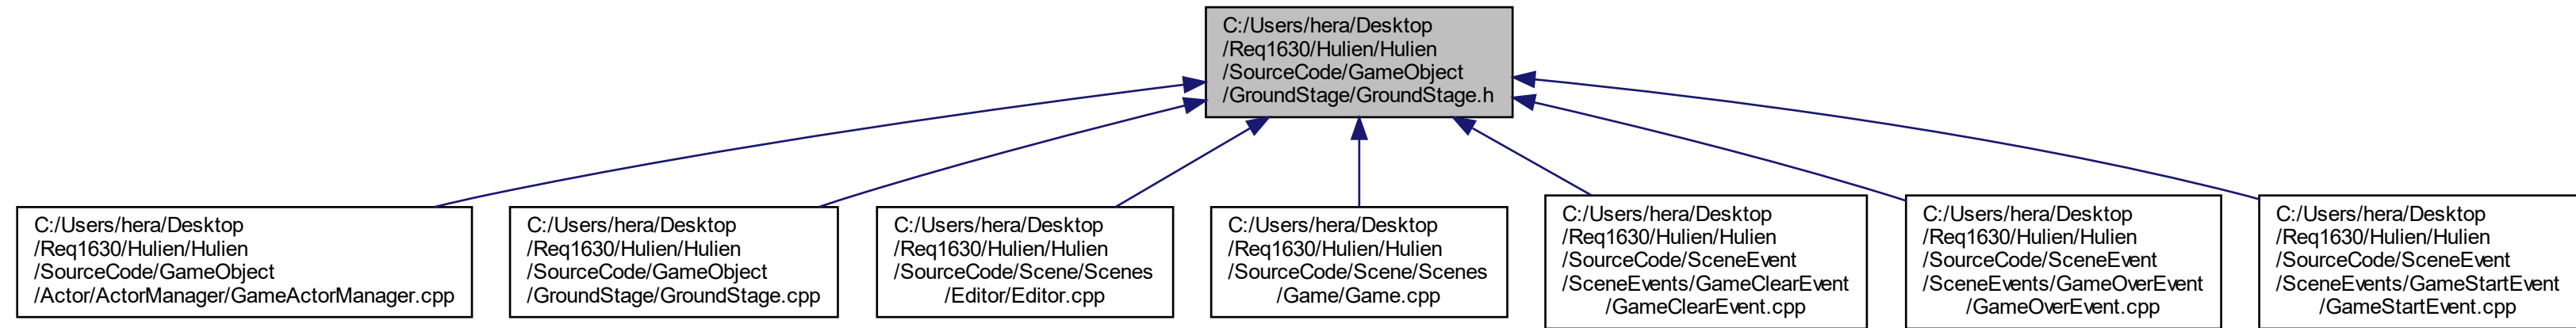 C:/Users/hera/Desktop
/Req1630/Hulien/Hulien
/SourceCode/GameObject
/GroundStage/GroundStage.h
C:/Users/hera/Desktop
/Req1630/Hulien/Hulien
/SourceCode/GameObject
/Actor/ActorManager/GameActorManager.cpp
C:/Users/hera/Desktop
/Req1630/Hulien/Hulien
/SourceCode/GameObject
/GroundStage/GroundStage.cpp
C:/Users/hera/Desktop
/Req1630/Hulien/Hulien
/SourceCode/Scene/Scenes
/Editor/Editor.cpp
C:/Users/hera/Desktop
/Req1630/Hulien/Hulien
/SourceCode/Scene/Scenes
/Game/Game.cpp
C:/Users/hera/Desktop
/Req1630/Hulien/Hulien
/SourceCode/SceneEvent
/SceneEvents/GameClearEvent
/GameClearEvent.cpp
C:/Users/hera/Desktop
/Req1630/Hulien/Hulien
/SourceCode/SceneEvent
/SceneEvents/GameOverEvent
/GameOverEvent.cpp
C:/Users/hera/Desktop
/Req1630/Hulien/Hulien
/SourceCode/SceneEvent
/SceneEvents/GameStartEvent
/GameStartEvent.cpp